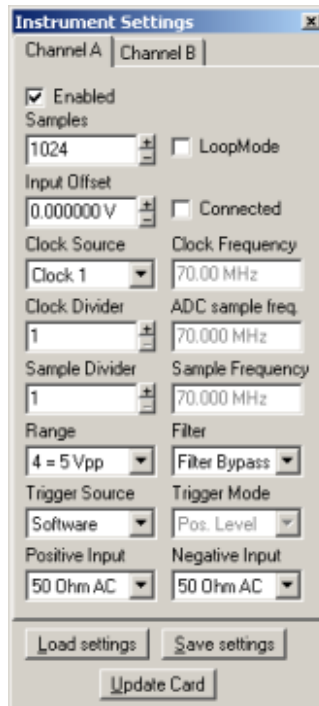 Instrument Settings
Channel A Channel B
Enabled
Samples
1024 LoopMode
Input Offset
0.000000 V Connected
Clock Source Clock Frequency
Clock 1 70.00 MHz
Clock Divider ADC sample freq.
1 70.000 MHz
Sample Divider Sample Frequency
1 70.000 MHz
Range Filter
4 = 5 Vpp Filter Bypass
Trigger Source Trigger Mode
Software Pos. Level
Positive Input Negative Input
50 Ohm AC 50 Ohm AC
Load settings Save settings
Update Card